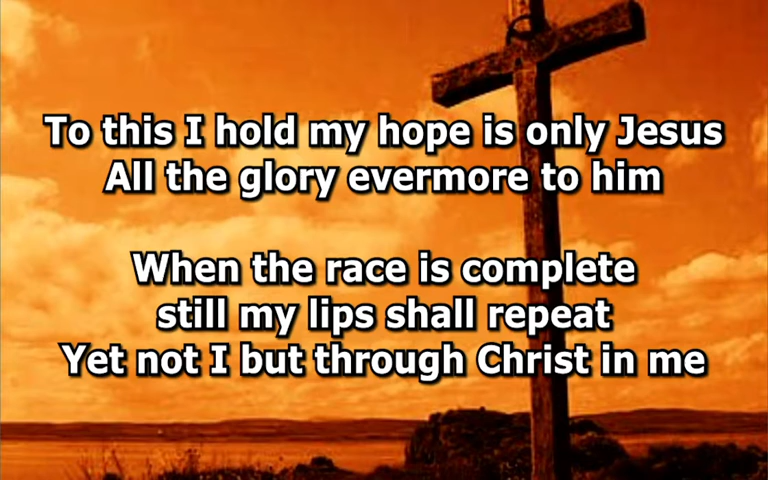 To this I hold my hope is only Jesus
All the glory evermore to him
When the race is complete
still my lips shall repeat
Yet not I but through Christ in me